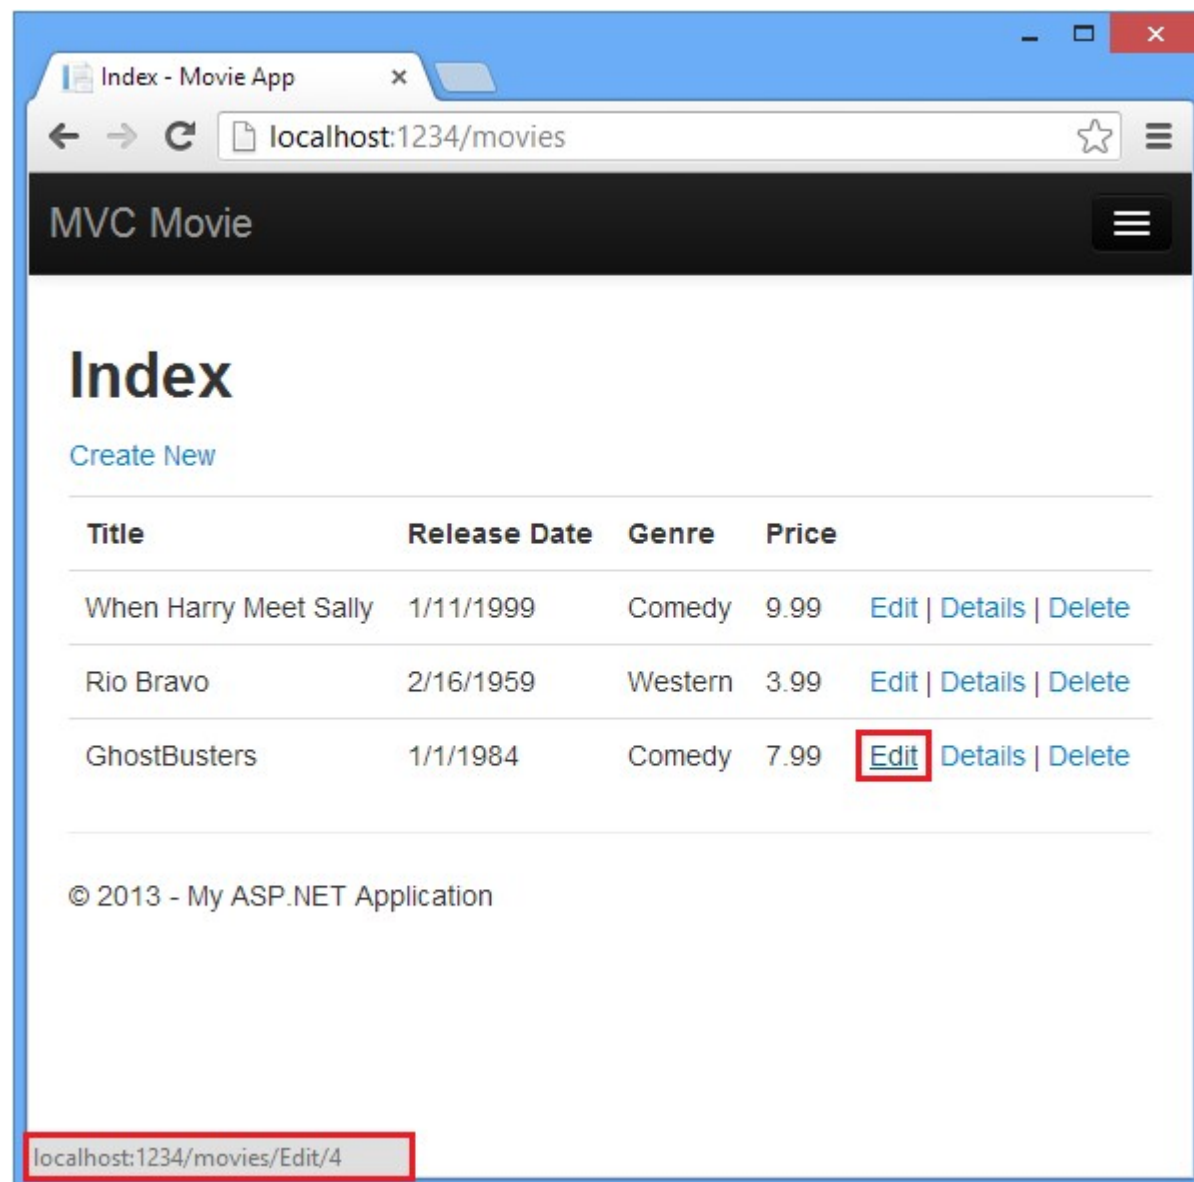 Index - Movie App
localhost:1234/movies
MVC Movie
Index
Create New
Title Release Date Genre Price
When Harry Meet Sally 1/11/1999 Comedy 9.99 Edit | Details | Delete
Rio Bravo 2/16/1959 Western 3.99 Edit | Details | Delete
GhostBusters 1/1/1984 Comedy 7.99 Edit Details | Delete
© 2013 - My ASP.NET Application
localhost:1234/movies/Edit/4